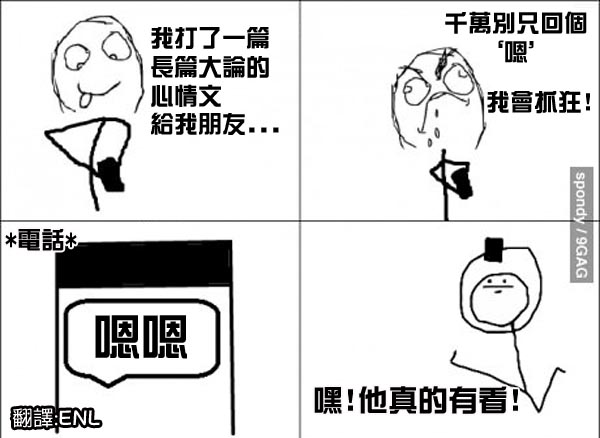 我打了一篇
長篇大論的
心情文
給我朋友...
千萬別只回個
‘嗯’
我會抓狂!
spondy / 9GAG
*電話*
嗯嗯
翻譯:ENL
嘿!他真的有看!